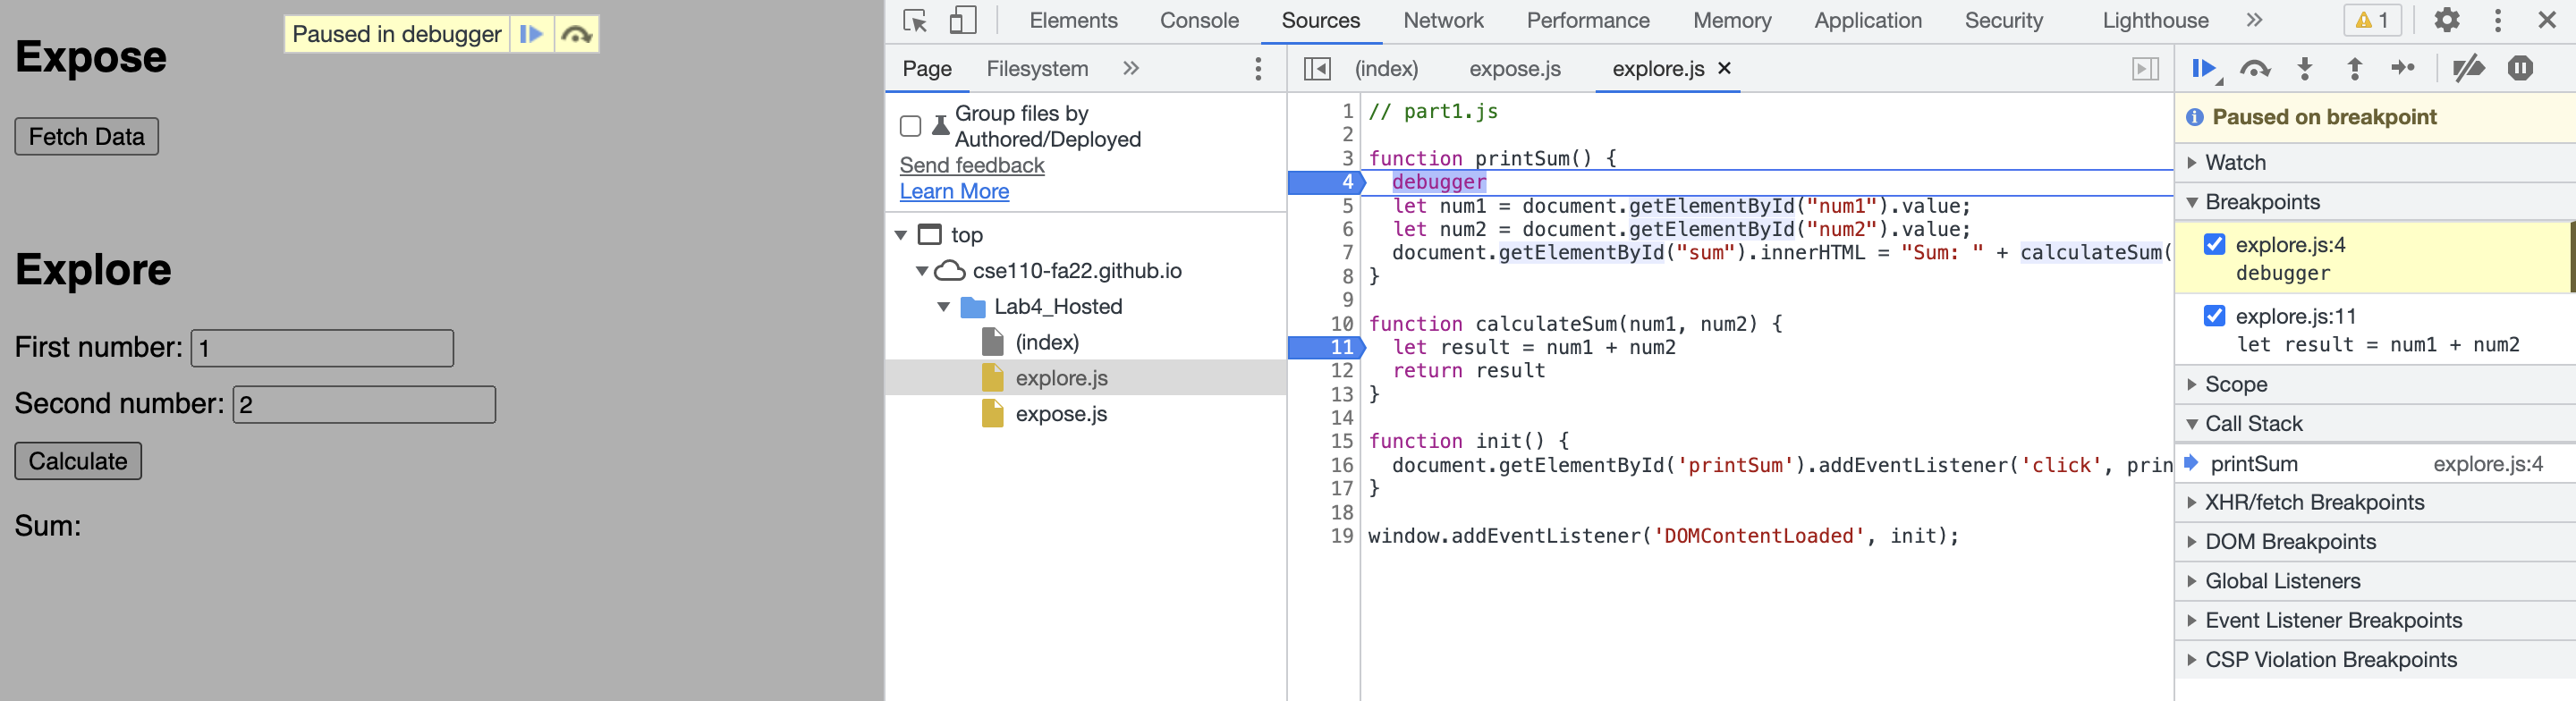 Paused in debugger
Expose
Fetch Data
Explore
First number: 1
Second number: 2
Calculate
Sum:
Elements Console Sources Network Performance Memory Application Security Lighthouse 1
Page Filesystem
Group files by
Authored/Deployed
Send feedback
Learn More
top
cse110-fa22.github.io
Lab4_Hosted
(index)
explore.js
expose.js
(index) expose.js explore.js
1 // part1.js
2
3 function printSum() {
4 debugger
5 let num1 = document.getElementById("num1").value;
6 let num2 = document.getElementById("num2").value;
7 document.getElementById("sum").innerHTML = "Sum: " + calculateSum(
8 }
9
10 function calculateSum(num1, num2) {
11 let result = num1 + num2
12 return result
13 }
14
15 function init() {
16 document.getElementById('printSum').addEventListener('click', prin
17 }
18
19 window.addEventListener('DOMContentLoaded', init);
Paused on breakpoint
Watch
Breakpoints
explore.js:4
debugger
explore.js:11
let result = num1 + num2
Scope
Call Stack
printSum explore.js:4
XHR/fetch Breakpoints
DOM Breakpoints
Global Listeners
Event Listener Breakpoints
CSP Violation Breakpoints